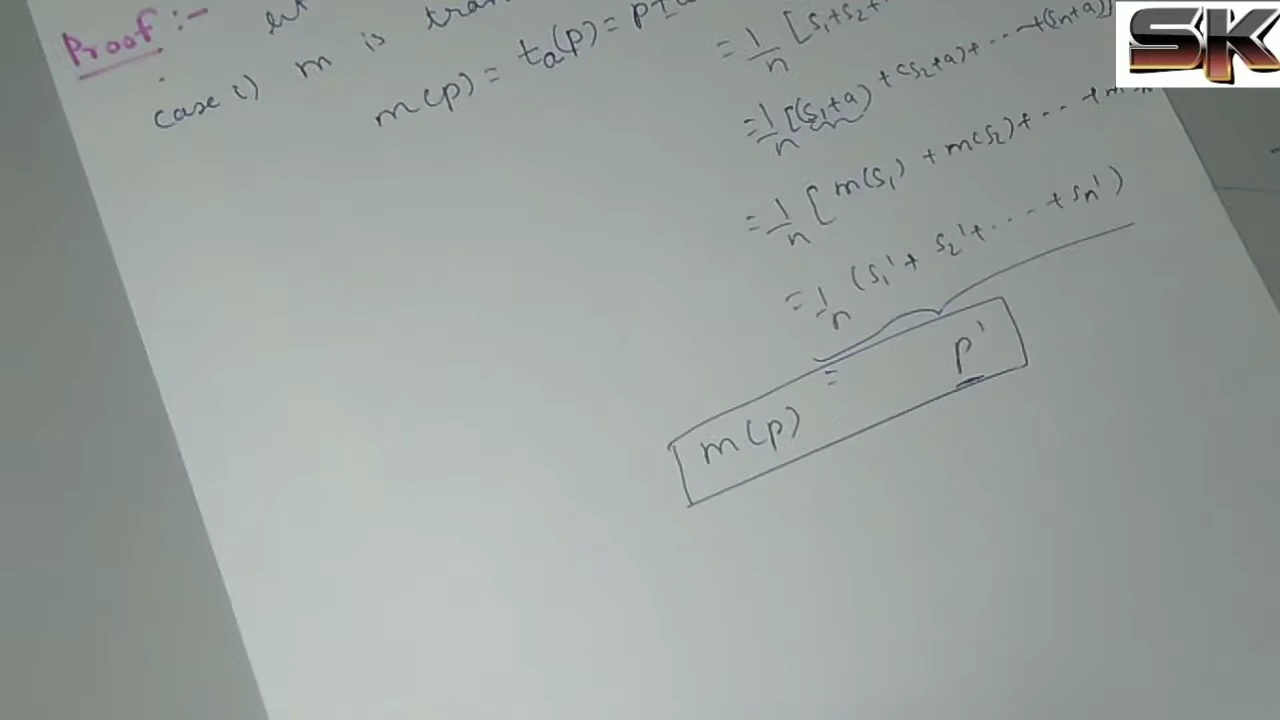 Proof :- let
case i) m is
m(p) = ta(p) =
= 1/n [s1+s2+
= 1/n [(s1+a) + (s2+a)+ ... +(sn+a)]
= 1/n [m(s1) + m(s2)+ ... +
= 1/n (s1'+ s2'+ ... + sn')
m(p) = p'
SK